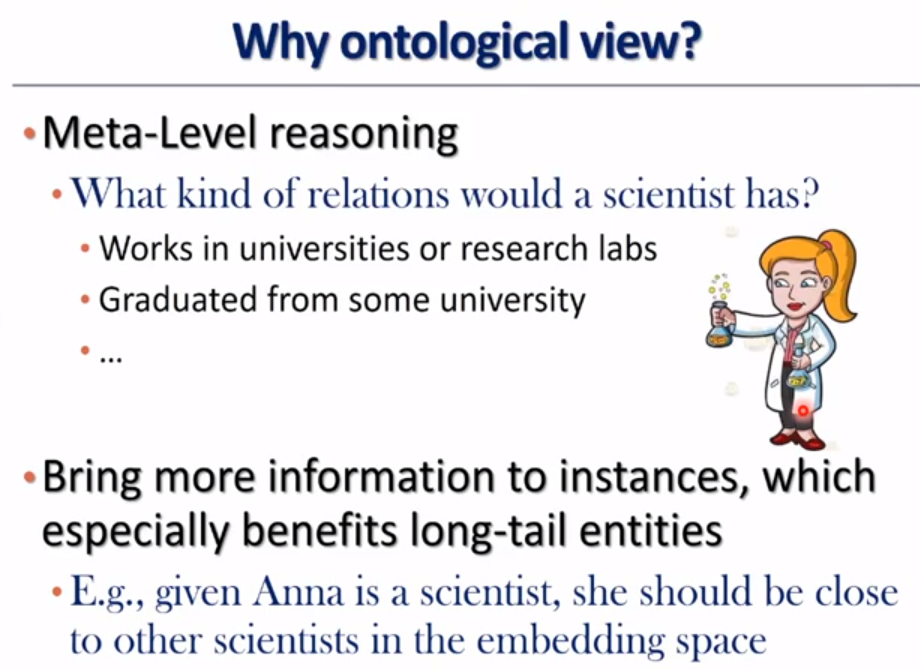 Why ontological view?
•Meta-Level reasoning
• What kind of relations would a scientist has?
• Works in universities or research labs
• Graduated from some university
• ...
•Bring more information to instances, which
especially benefits long-tail entities
• E.g., given Anna is a scientist, she should be close
to other scientists in the embedding space